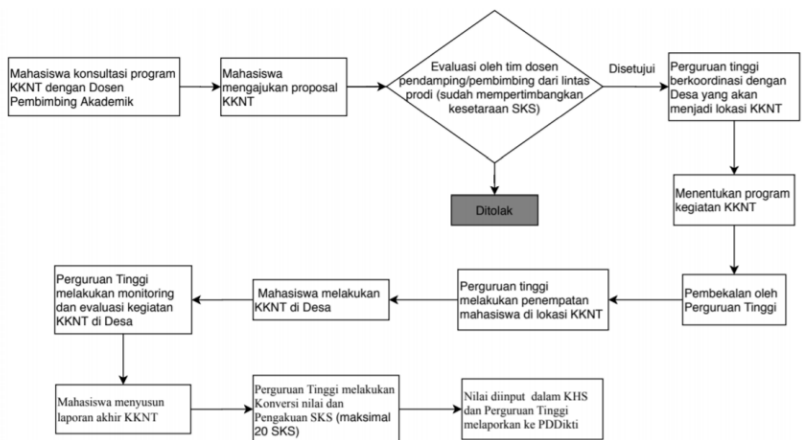 Mahasiswa konsultasi program
KKNT dengan Dosen
Pembimbing Akademik
Mahasiswa
mengajukan proposal
KKNT
Evaluasi oleh tim dosen
pendamping/pembimbing dari lintas
prodi (sudah mempertimbangkan
kesetaraan SKS)
Disetujui
Perguruan tinggi
berkoordinasi dengan
Desa yang akan
menjadi lokasi KKNT
Ditolak
Menentukan program
kegiatan KKNT
Pembekalan oleh
Perguruan Tinggi
Perguruan tinggi
melakukan penempatan
mahasiswa di lokasi KKNT
Mahasiswa melakukan
KKNT di Desa
Perguruan Tinggi
melakukan monitoring
dan evaluasi kegiatan
KKNT di Desa
Mahasiswa menyusun
laporan akhir KKNT
Perguruan Tinggi melakukan
Konversi nilai dan
Pengakuan SKS (maksimal
20 SKS)
Nilai diinput dalam KHS
dan Perguruan Tinggi
melaporkan ke PDDikti